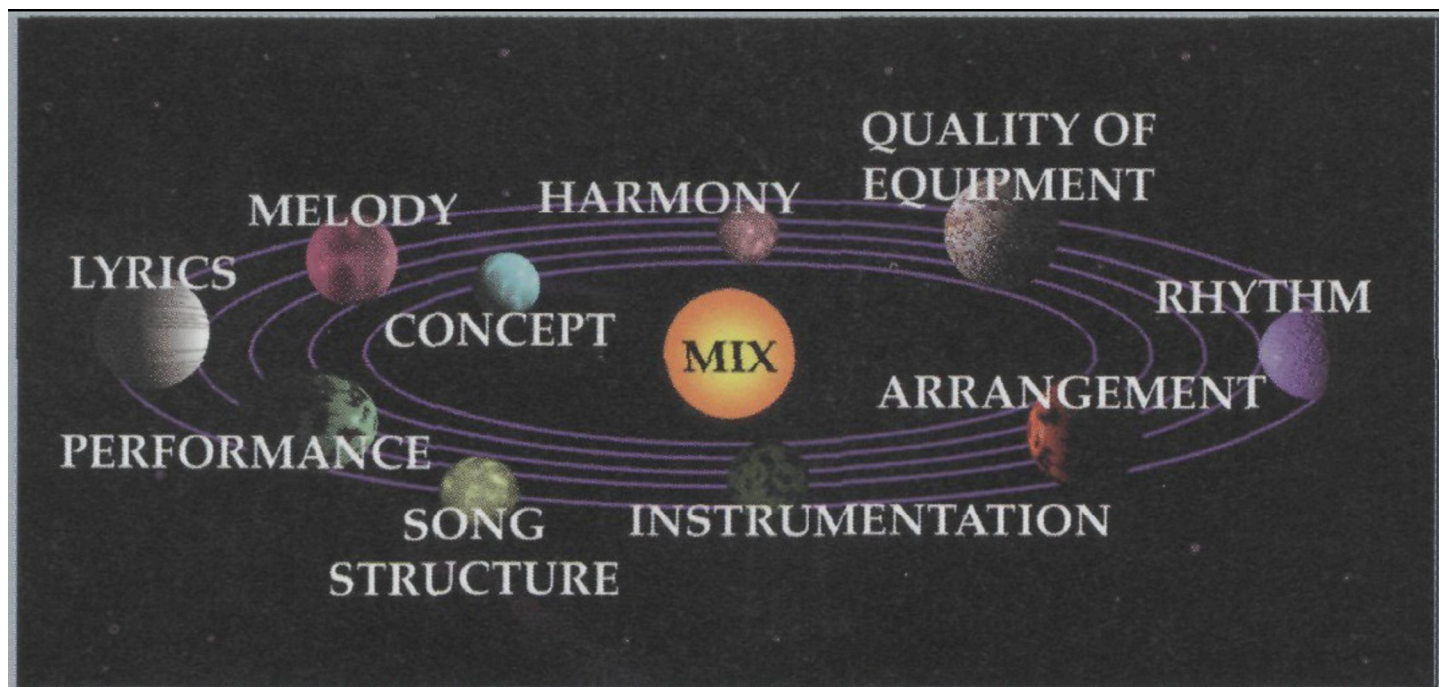 QUALITY OF
EQUIPMENT
MELODY
HARMONY
LYRICS
RHYTHM
CONCEPT
MIX
ARRANGEMENT
PERFORMANCE
SONG
STRUCTURE
INSTRUMENTATION